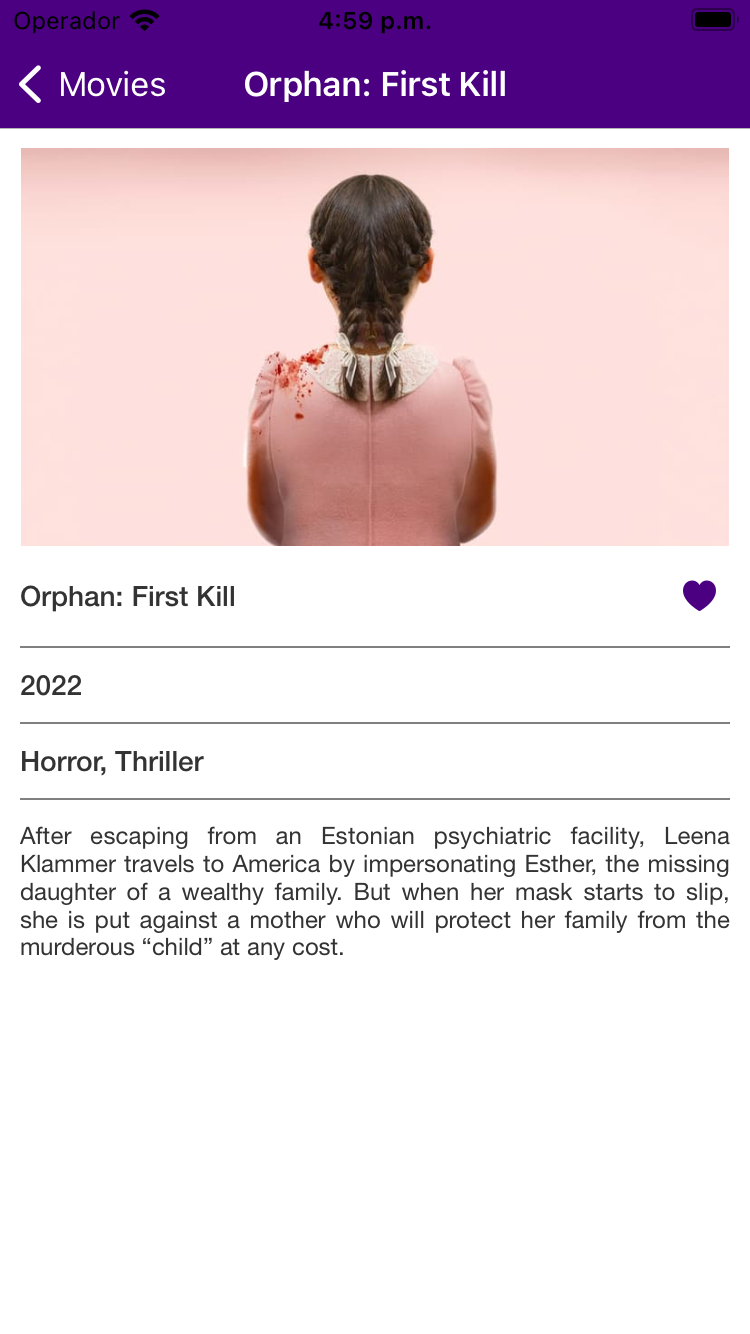 Operador 4:59 p.m.
Movies Orphan: First Kill
Orphan: First Kill
2022
Horror, Thriller
After escaping from an Estonian psychiatric facility, Leena
Klammer travels to America by impersonating Esther, the missing
daughter of a wealthy family. But when her mask starts to slip,
she is put against a mother who will protect her family from the
murderous “child” at any cost.